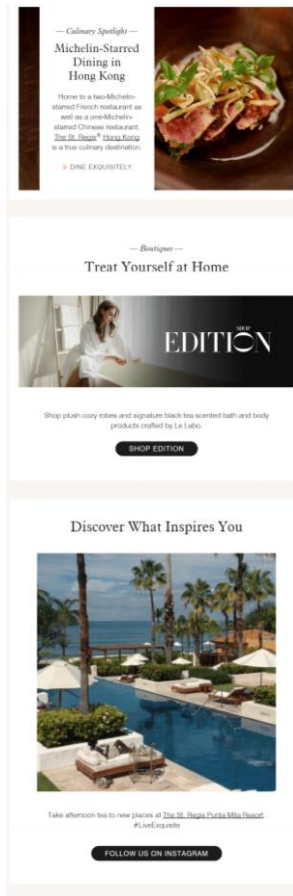 — Culinary Spotlight —
Michelin-Starred
Dining in
Hong Kong
Home to a two-Michelin-
starred French restaurant as
well as a one-Michelin-
starred Chinese restaurant,
The St. Regis® Hong Kong
is a true culinary destination.
» DINE EXQUISITELY
— Boutiques —
Treat Yourself at Home
SHOP
EDITION
Shop plush cozy robes and signature black tea scented bath and body
products crafted by Le Labo.
SHOP EDITION
Discover What Inspires You
Take afternoon tea to new places at The St. Regis Punta Mita Resort.
#LiveExquisite
FOLLOW US ON INSTAGRAM